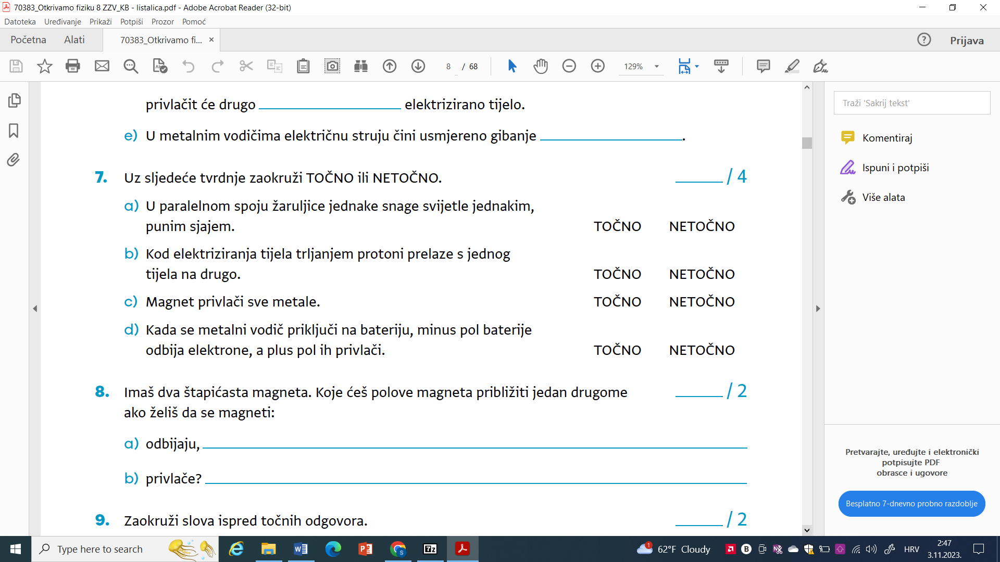 70383_Otkrivamo fiziku 8 ZZV_KB - listalica.pdf - Adobe Acrobat Reader (32-bit)
Datoteka Uređivanje Prikaži Potpiši Prozor Pomoć
Početna Alati 70383_Otkrivamo fi... × Prijava
8 / 68 129%
privlačit će drugo ____________ elektrizirano tijelo.
e) U metalnim vodičima električnu struju čini usmjereno gibanje ____________.
7. Uz sljedeće tvrdnje zaokruži TOČNO ili NETOČNO. ____ / 4
a) U paralelnom spoju žaruljice jednake snage svijetle jednakim,
punim sjajem. TOČNO NETOČNO
b) Kod elektriziranja tijela trljanjem protoni prelaze s jednog
tijela na drugo. TOČNO NETOČNO
c) Magnet privlači sve metale. TOČNO NETOČNO
d) Kada se metalni vodič priključi na bateriju, minus pol baterije
odbija elektrone, a plus pol ih privlači. TOČNO NETOČNO
8. Imaš dva štapićasta magneta. Koje ćeš polove magneta približiti jedan drugome ____ / 2
ako želiš da se magneti:
a) odbijaju, ____________
b) privlače? ____________
9. Zaokruži slova ispred točnih odgovora. ____ / 2
Traži 'Sakrij tekst'
Komentiraj
Ispuni i potpiši
Više alata
Pretvarajte, uređujte i elektronički
potpisujte PDF
obrasce i ugovore
Besplatno 7-dnevno probno razdoblje
Type here to search
62°F Cloudy
HRV
2:47
3.11.2023.